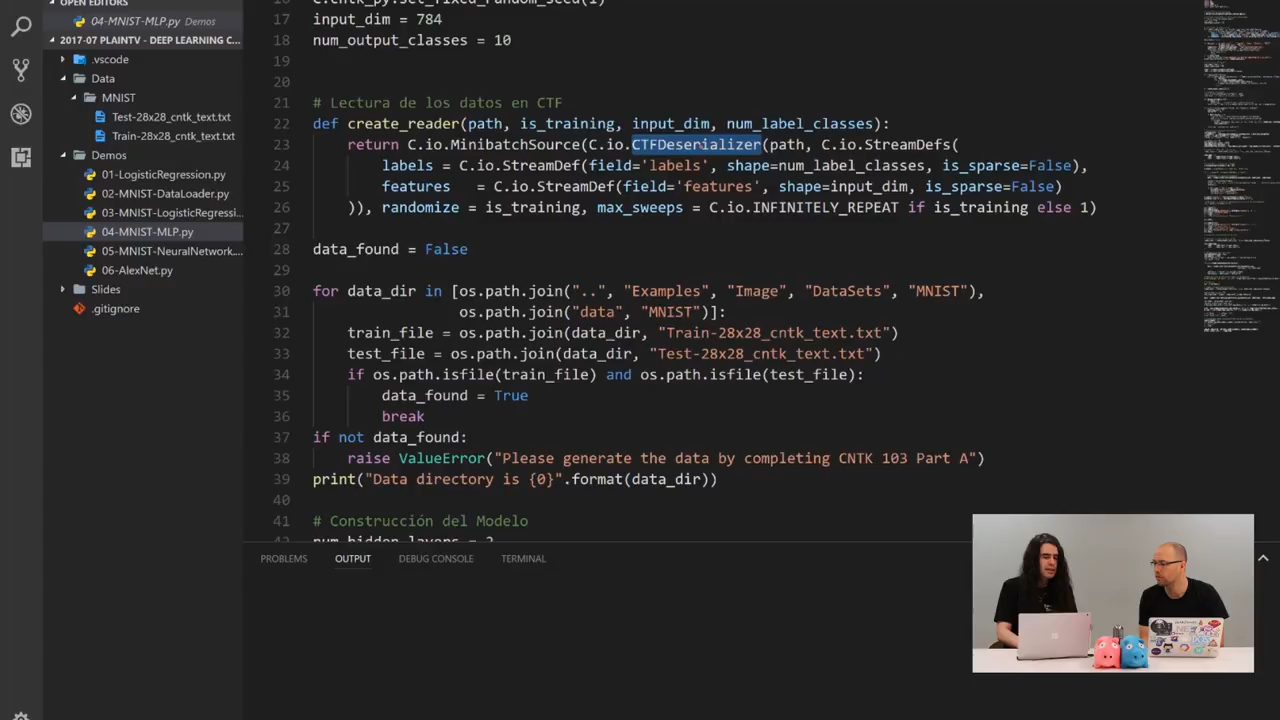 OPEN EDITORS
04-MNIST-MLP.py Demos
2017-07 PLAINTV - DEEP LEARNING C...
.vscode
Data
MNIST
Test-28x28_cntk_text.txt
Train-28x28_cntk_text.txt
Demos
01-LogisticRegression.py
02-MNIST-DataLoader.py
03-MNIST-LogisticRegressi...
04-MNIST-MLP.py
05-MNIST-NeuralNetwork...
06-AlexNet.py
Slides
.gitignore
16
17 input_dim = 784
18 num_output_classes = 10
19
20
21 # Lectura de los datos en CTF
22 def create_reader(path, is_training, input_dim, num_label_classes):
23 return C.io.MinibatchSource(C.io.CTFDeserializer(path, C.io.StreamDefs(
24 labels = C.io.StreamDef(field='labels', shape=num_label_classes, is_sparse=False),
25 features = C.io.StreamDef(field='features', shape=input_dim, is_sparse=False)
26 )), randomize = is_training, max_sweeps = C.io.INFINITELY_REPEAT if is_training else 1)
27
28 data_found = False
29
30 for data_dir in [os.path.join("..", "Examples", "Image", "DataSets", "MNIST"),
31 os.path.join("data", "MNIST")]:
32 train_file = os.path.join(data_dir, "Train-28x28_cntk_text.txt")
33 test_file = os.path.join(data_dir, "Test-28x28_cntk_text.txt")
34 if os.path.isfile(train_file) and os.path.isfile(test_file):
35 data_found = True
36 break
37 if not data_found:
38 raise ValueError("Please generate the data by completing CNTK 103 Part A")
39 print("Data directory is {0}".format(data_dir))
40
41 # Construcción del Modelo
42 num_hidden_layers = 2
PROBLEMS OUTPUT DEBUG CONSOLE TERMINAL